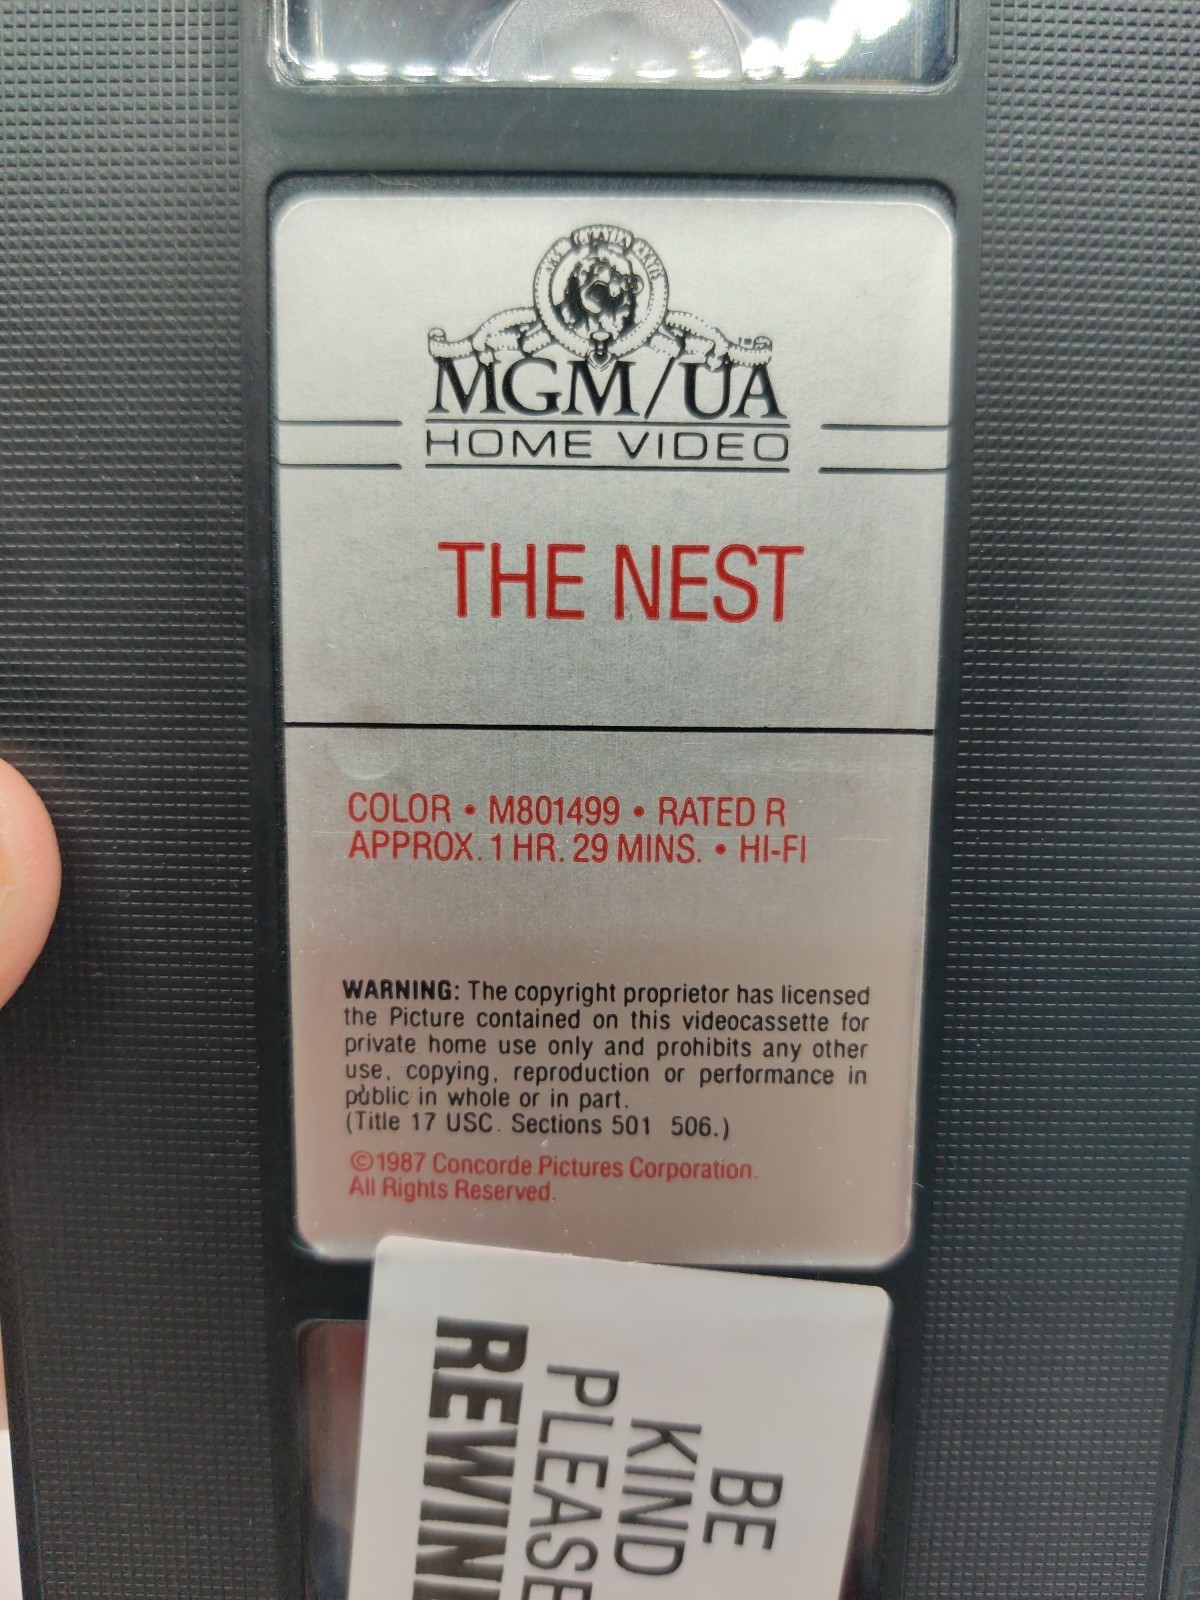 MGM/UA
HOME VIDEO
THE NEST
COLOR • M801499 • RATED R
APPROX. 1 HR. 29 MINS. • HI-FI
WARNING: The copyright proprietor has licensed
the Picture contained on this videocassette for
private home use only and prohibits any other
use, copying, reproduction or performance in
public in whole or in part.
(Title 17 USC. Sections 501 506.)
©1987 Concorde Pictures Corporation.
All Rights Reserved.
BE
KIND
PLEASE
REWIN